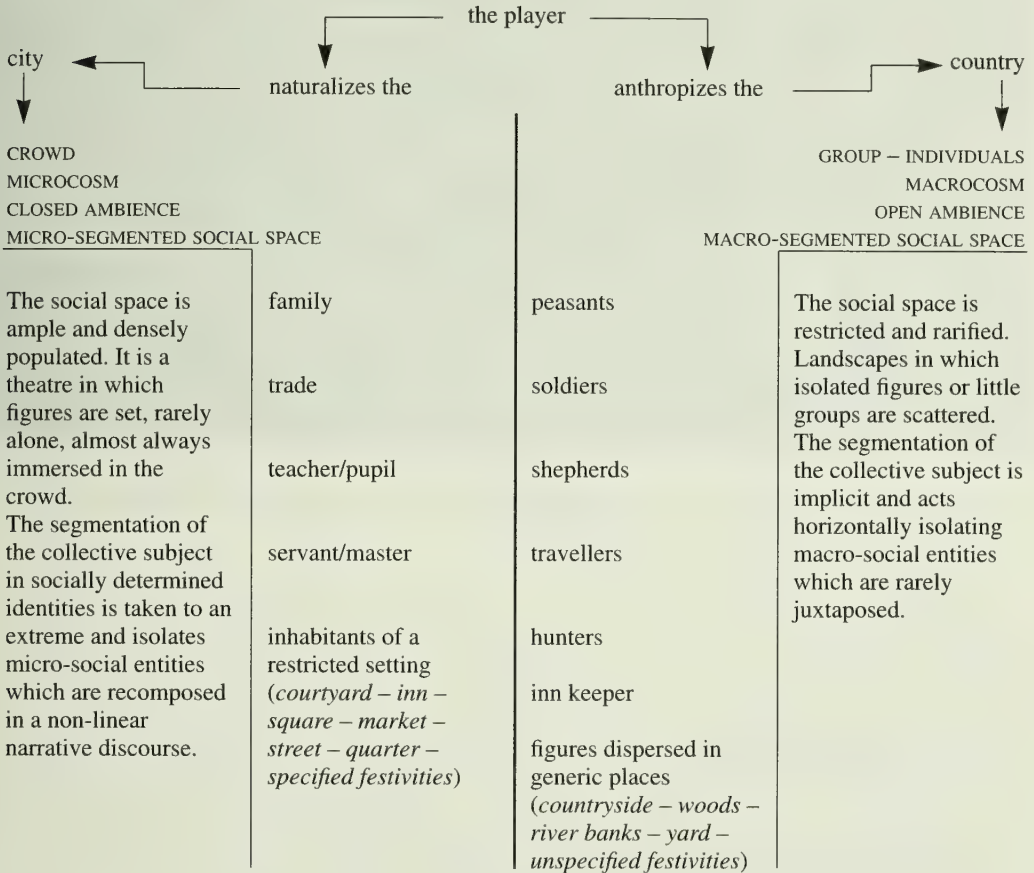 the player
city
naturalizes the
anthropizes the
country
CROWD
MICROCOSM
CLOSED AMBIENCE
MICRO-SEGMENTED SOCIAL SPACE
GROUP – INDIVIDUALS
MACROCOSM
OPEN AMBIENCE
MACRO-SEGMENTED SOCIAL SPACE
The social space is
ample and densely
populated. It is a
theatre in which
figures are set, rarely
alone, almost always
immersed in the
crowd.
The segmentation of
the collective subject
in socially determined
identities is taken to an
extreme and isolates
micro-social entities
which are recomposed
in a non-linear
narrative discourse.
family
trade
teacher/pupil
servant/master
inhabitants of a
restricted setting
(courtyard – inn –
square – market –
street – quarter –
specified festivities)
peasants
soldiers
shepherds
travellers
hunters
inn keeper
figures dispersed in
generic places
(countryside – woods –
river banks – yard –
unspecified festivities)
The social space is
restricted and rarified.
Landscapes in which
isolated figures or little
groups are scattered.
The segmentation of
the collective subject is
implicit and acts
horizontally isolating
macro-social entities
which are rarely
juxtaposed.